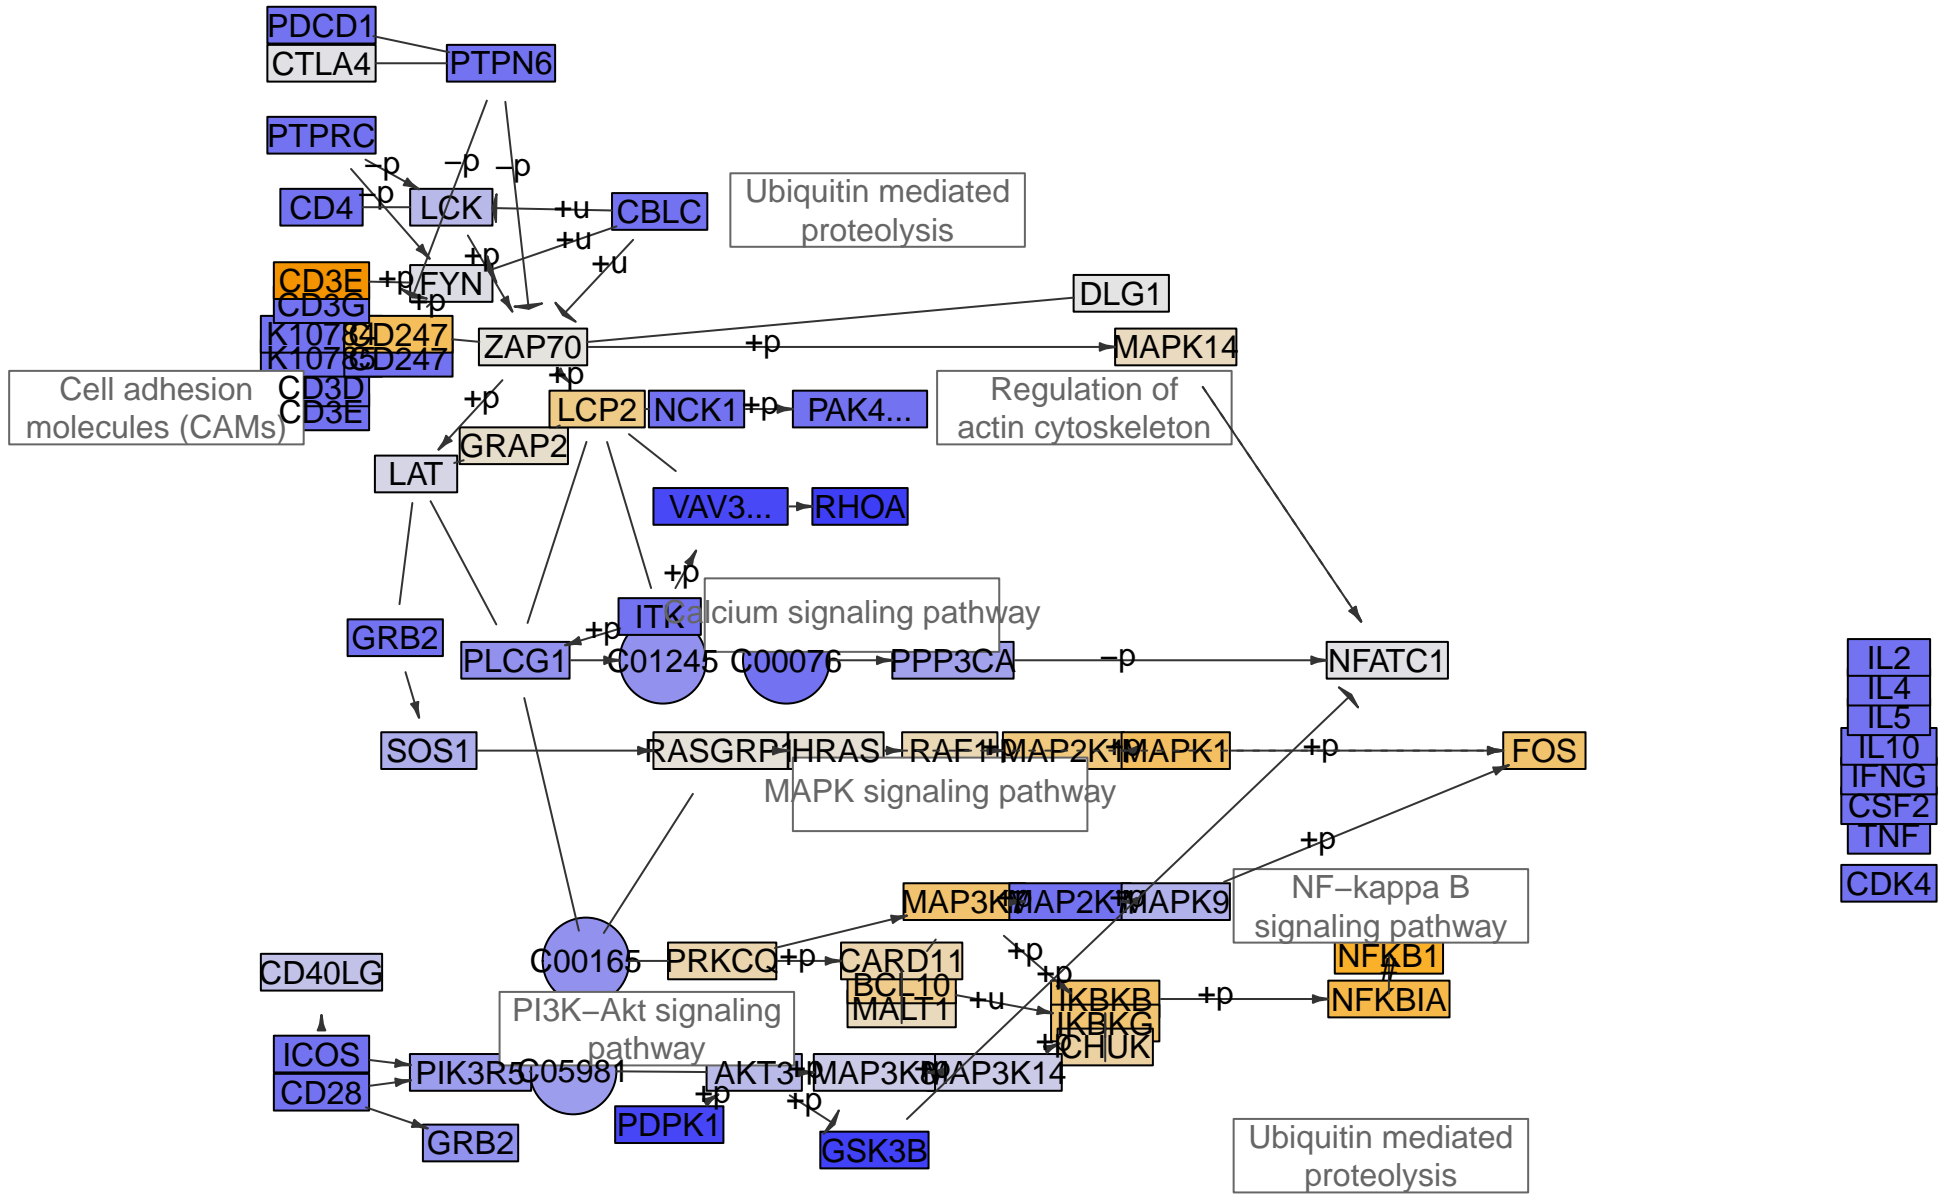 PDCD1
CTLA4
PTPN6
PTPRC
–p
–p
–p
–p
CD4
LCK
+u
CBLC
Ubiquitin mediated
proteolysis
+u
+p
+u
CD3E
+p
FYN
+p
CD3G
DLG1
K10784
CD247
ZAP70
+p
MAPK14
K10785
CD247
+p
CD3D
CD3E
Cell adhesion
molecules (CAMs)
+p
LCP2
NCK1
+p
PAK4...
Regulation of
actin cytoskeleton
GRAP2
LAT
VAV3...
RHOA
+p
ITK
Calcium signaling pathway
GRB2
+p
PLCG1
C01245
C00076
PPP3CA
–p
NFATC1
IL2
IL4
IL5
IL10
IFNG
CSF2
TNF
CDK4
SOS1
RASGRP1
HRAS
RAF1
MAPK1
+p
FOS
MAPK signaling pathway
+p
MAPK9
NF–kappa B
signaling pathway
C00165
PRKCQ
+p
CARD11
+p
+p
NFKB1
CD40LG
BCL10
MALT1
+u
IKBKB
+p
NFKBIA
IKBKG
CHUK
PI3K–Akt signaling
pathway
ICOS
CD28
PIK3R5
C05981
AKT3
+p
MAP3K14
+p
+p
PDPK1
GRB2
GSK3B
Ubiquitin mediated
proteolysis